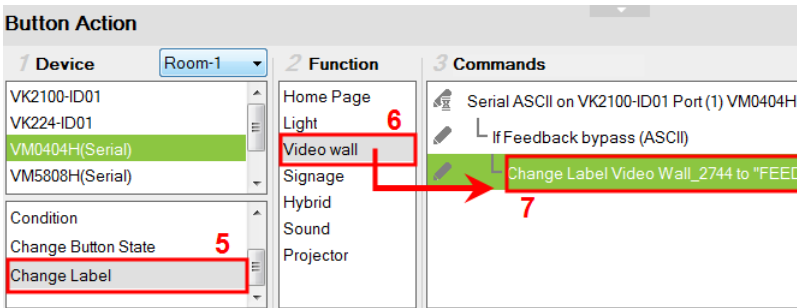 Button Action
1 Device
Room-1
2 Function
3 Commands
VK2100-ID01
VK224-ID01
VM0404H(Serial)
VM5808H(Serial)
Condition
Change Button State
5
Change Label
Home Page
Light
6
Video wall
Signage
Hybrid
Sound
Projector
Serial ASCII on VK2100-ID01 Port (1) VM0404H
If Feedback bypass (ASCII)
Change Label Video Wall_2744 to "FEED
7